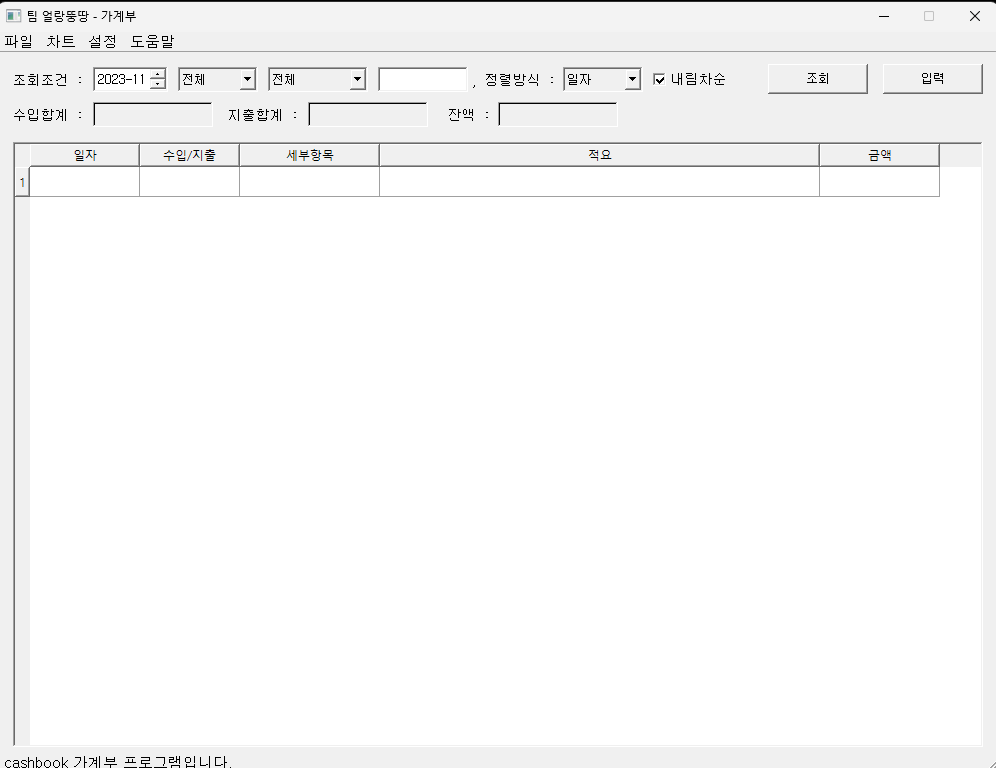 팀 얼랑뚱땅 - 가계부
파일 차트 설정 도움말
조회조건 : 2023-11 전체 전체 , 정렬방식 : 일자 내림차순 조회 입력
수입합계 : 지출합계 : 잔액 :
일자 수입/지출 세부항목 적요 금액
1
cashbook 가계부 프로그램입니다.